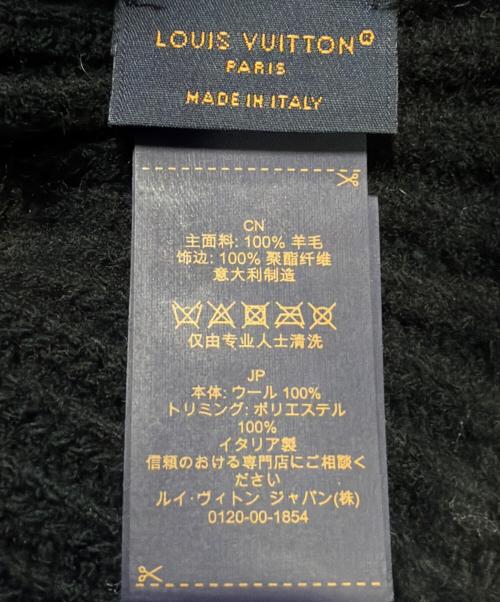 LOUIS VUITTON®
PARIS
MADE IN ITALY
CN
主面料: 100% 羊毛
饰边: 100% 聚酯纤维
意大利制造
仅由专业人士清洗
JP
本体: ウール 100%
トリミング: ポリエステル
100%
イタリア製
信頼のおける専門店にご相談く
ださい
ルイ·ヴィトン ジャパン(株)
0120-00-1854